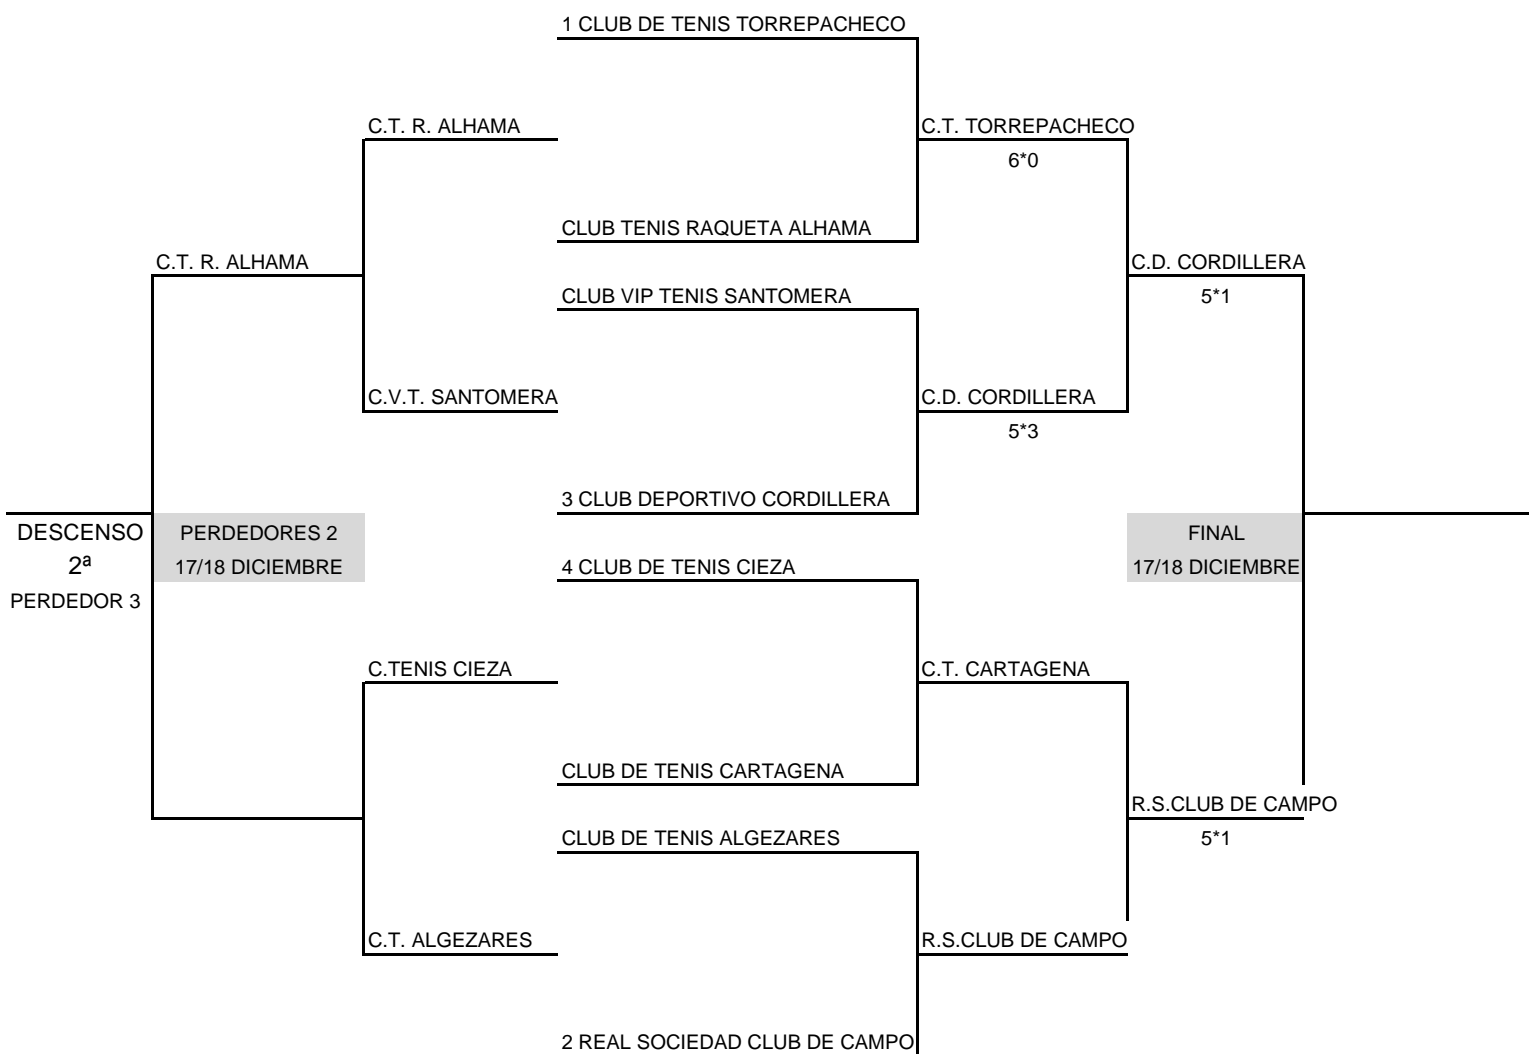 1 CLUB DE TENIS TORREPACHECO
C.T. R. ALHAMA
C.T. TORREPACHECO
6*0
CLUB TENIS RAQUETA ALHAMA
C.T. R. ALHAMA
C.D. CORDILLERA
CLUB VIP TENIS SANTOMERA
5*1
C.V.T. SANTOMERA
C.D. CORDILLERA
5*3
3 CLUB DEPORTIVO CORDILLERA
DESCENSO
PERDEDORES 2
FINAL
2ª
17/18 DICIEMBRE
4 CLUB DE TENIS CIEZA
17/18 DICIEMBRE
PERDEDOR 3
C.TENIS CIEZA
C.T. CARTAGENA
CLUB DE TENIS CARTAGENA
R.S.CLUB DE CAMPO
CLUB DE TENIS ALGEZARES
5*1
C.T. ALGEZARES
R.S.CLUB DE CAMPO
2 REAL SOCIEDAD CLUB DE CAMPO